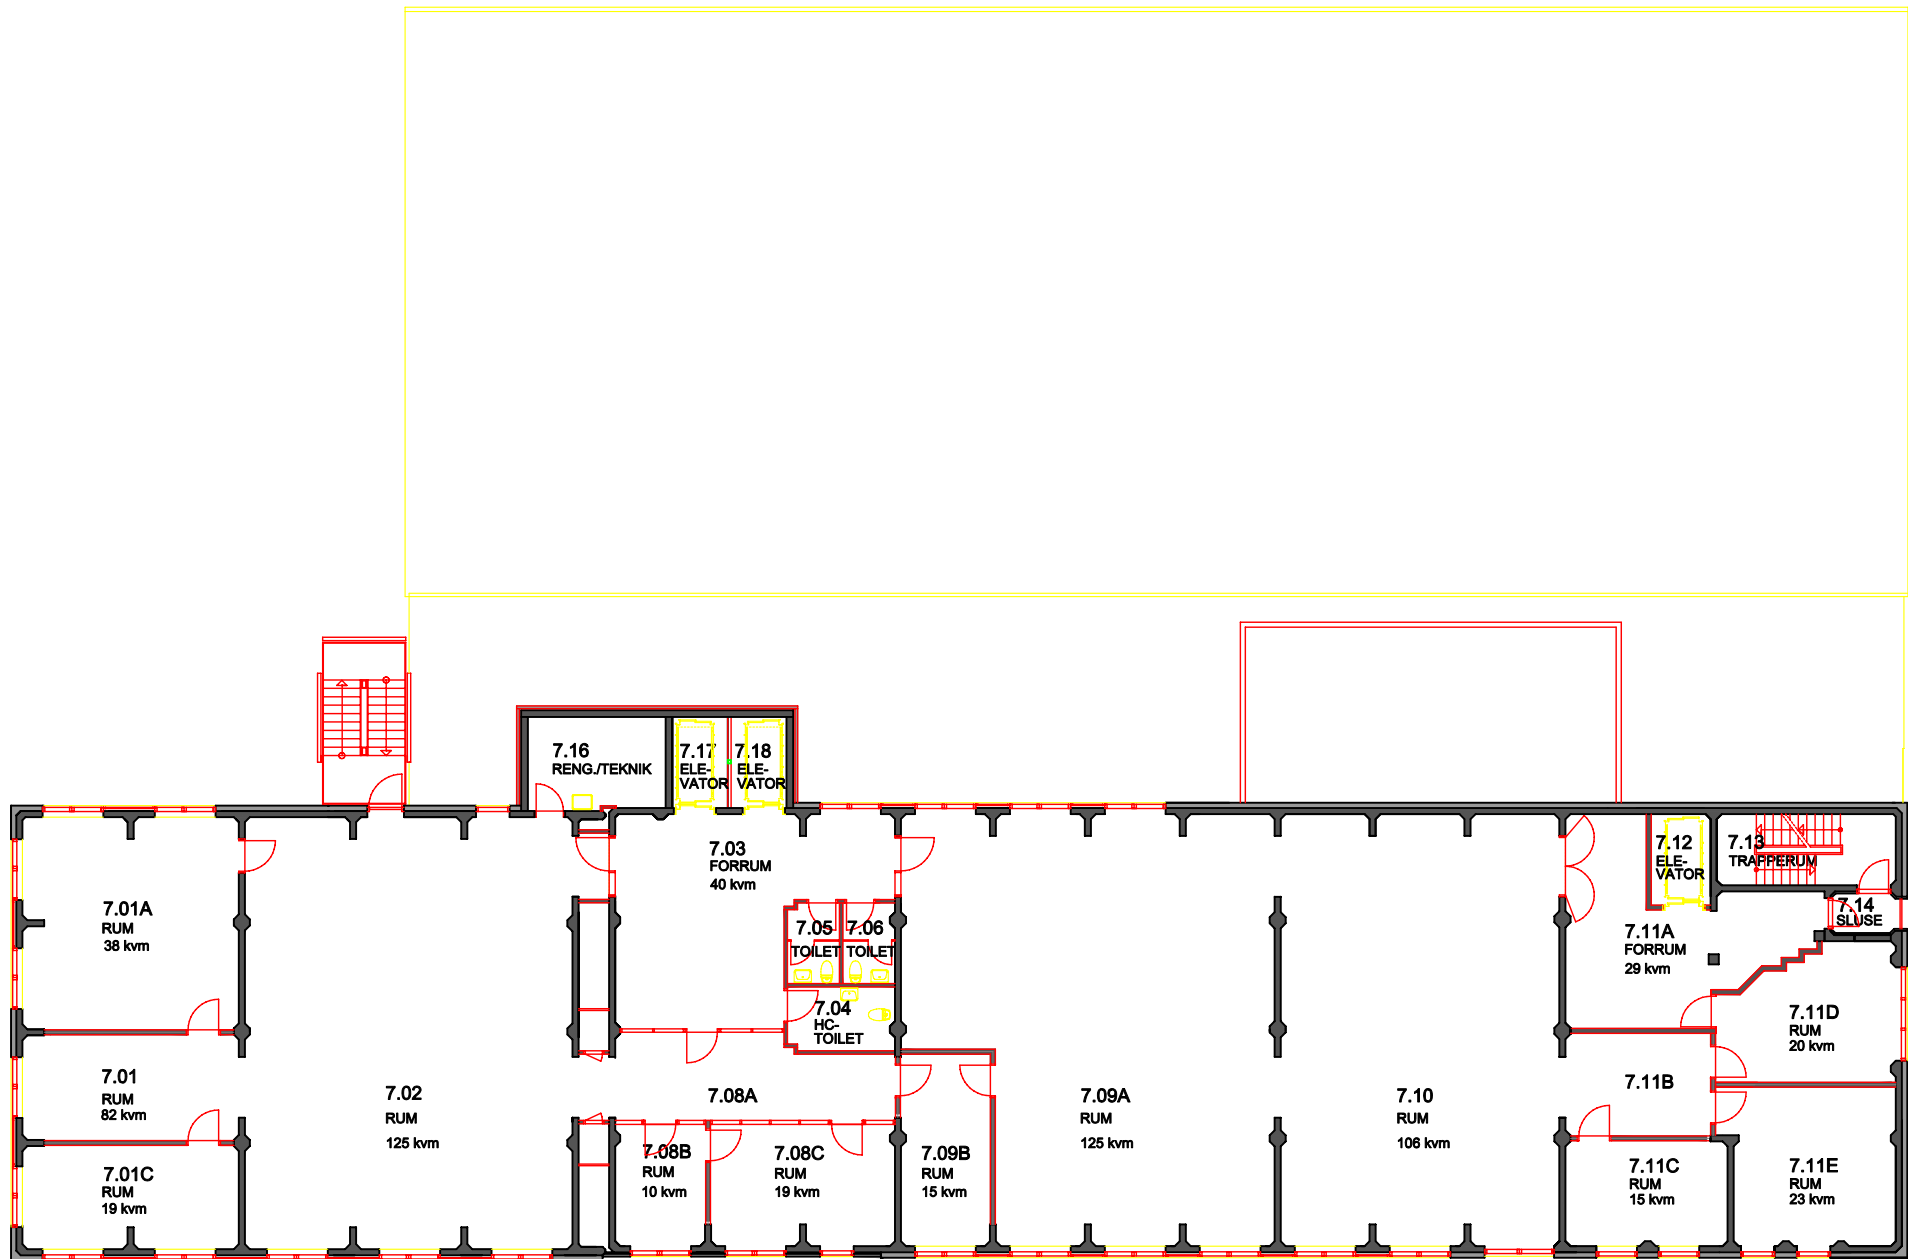 7.16
RENG./TEKNIK
7.17
ELE-
VATOR
7.18
ELE-
VATOR
7.03
FORRUM
40 kvm
7.12
ELE-
VATOR
7.13
TRAPPERUM
7.01A
RUM
38 kvm
7.05
TOILET
7.06
TOILET
7.14
SLUSE
7.11A
FORRUM
29 kvm
7.04
HC-
TOILET
7.11D
RUM
20 kvm
7.01
RUM
82 kvm
7.02
RUM
125 kvm
7.08A
7.09A
RUM
125 kvm
7.10
RUM
106 kvm
7.11B
7.01C
RUM
19 kvm
7.08B
RUM
10 kvm
7.08C
RUM
19 kvm
7.09B
RUM
15 kvm
7.11C
RUM
15 kvm
7.11E
RUM
23 kvm